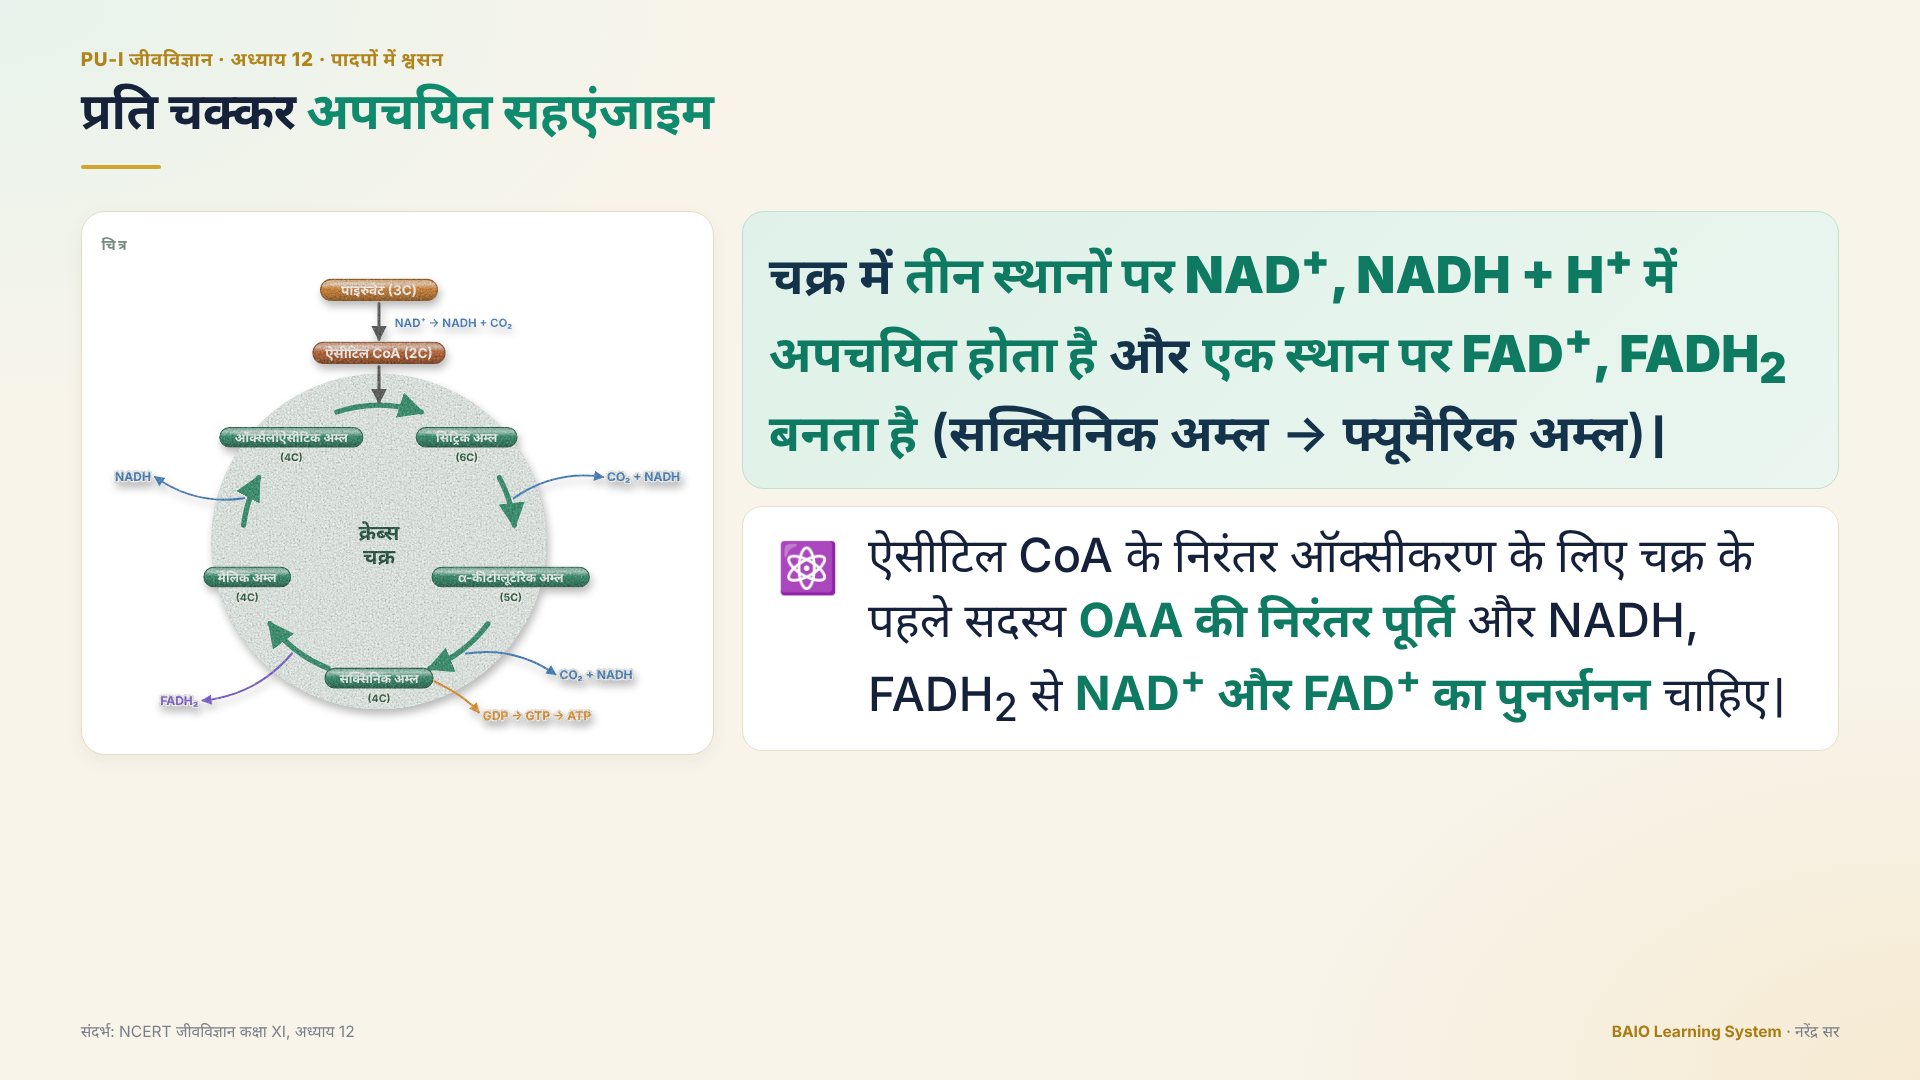 PU-I जीवविज्ञान · अध्याय 12 · पादपों में श्वसन
प्रति चक्कर अपचयित सहएंजाइम
चित्र
पाइरुवेट (3C)
NAD⁺ → NADH + CO₂
ऐसीटिल CoA (2C)
ऑक्सैलोऐसीटिक अम्ल
(4C)
सिट्रिक अम्ल
(6C)
NADH
CO₂ + NADH
क्रेब्स
चक्र
मैलिक अम्ल
(4C)
α-कीटोग्लूटैरिक अम्ल
(5C)
सक्सिनिक अम्ल
(4C)
CO₂ + NADH
FADH₂
GDP → GTP → ATP
चक्र में तीन स्थानों पर NAD⁺, NADH + H⁺ में
अपचयित होता है और एक स्थान पर FAD⁺, FADH₂
बनता है (सक्सिनिक अम्ल → फ्यूमैरिक अम्ल)|
ऐसीटिल CoA के निरंतर ऑक्सीकरण के लिए चक्र के
पहले सदस्य OAA की निरंतर पूर्ति और NADH,
FADH₂ से NAD⁺ और FAD⁺ का पुनर्जनन चाहिए|
संदर्भ: NCERT जीवविज्ञान कक्षा XI, अध्याय 12
BAIO Learning System · नरेंद्र सर